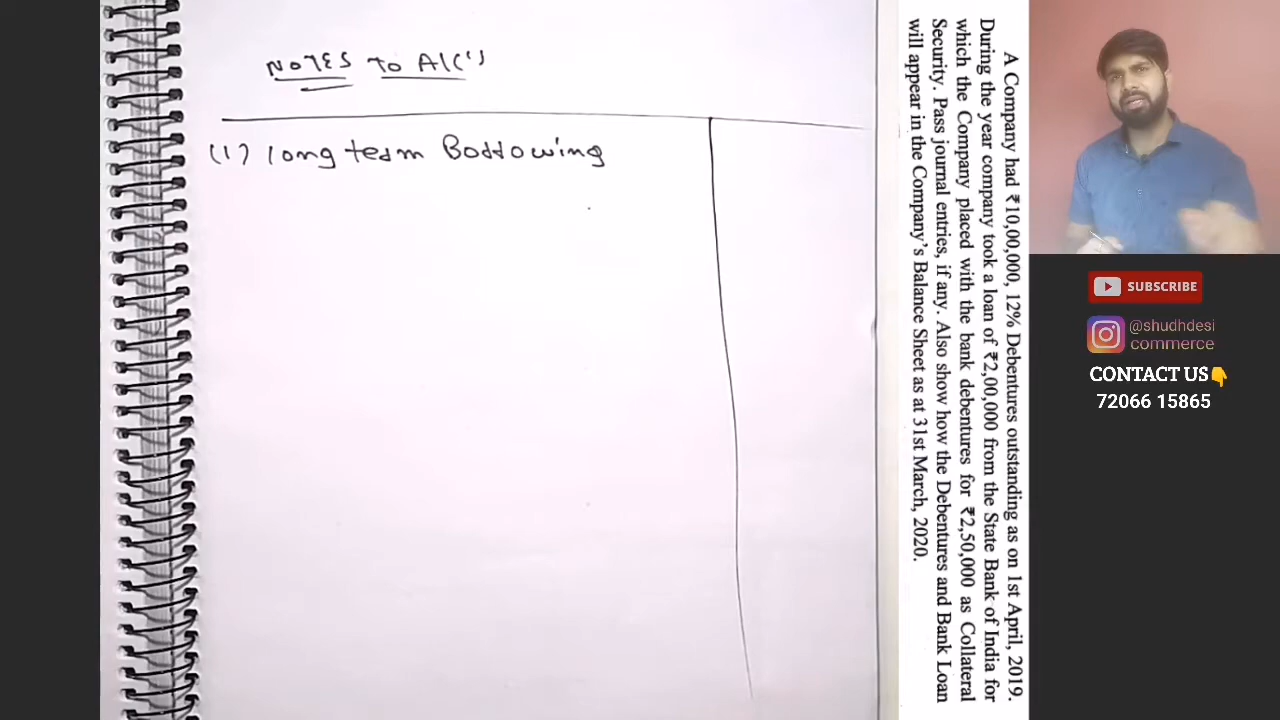 NOTES TO A/C's
(1) Long term Borrowing
A Company had ₹10,00,000, 12% Debentures outstanding as on 1st April, 2019.
During the year company took a loan of ₹2,00,000 from the State Bank of India for
which the Company placed with the bank debentures for ₹2,50,000 as Collateral
Security. Pass journal entries, if any. Also show how the Debentures and Bank Loan
will appear in the Company's Balance Sheet as at 31st March, 2020.
SUBSCRIBE
@shudhdesi
commerce
CONTACT US👇
72066 15865